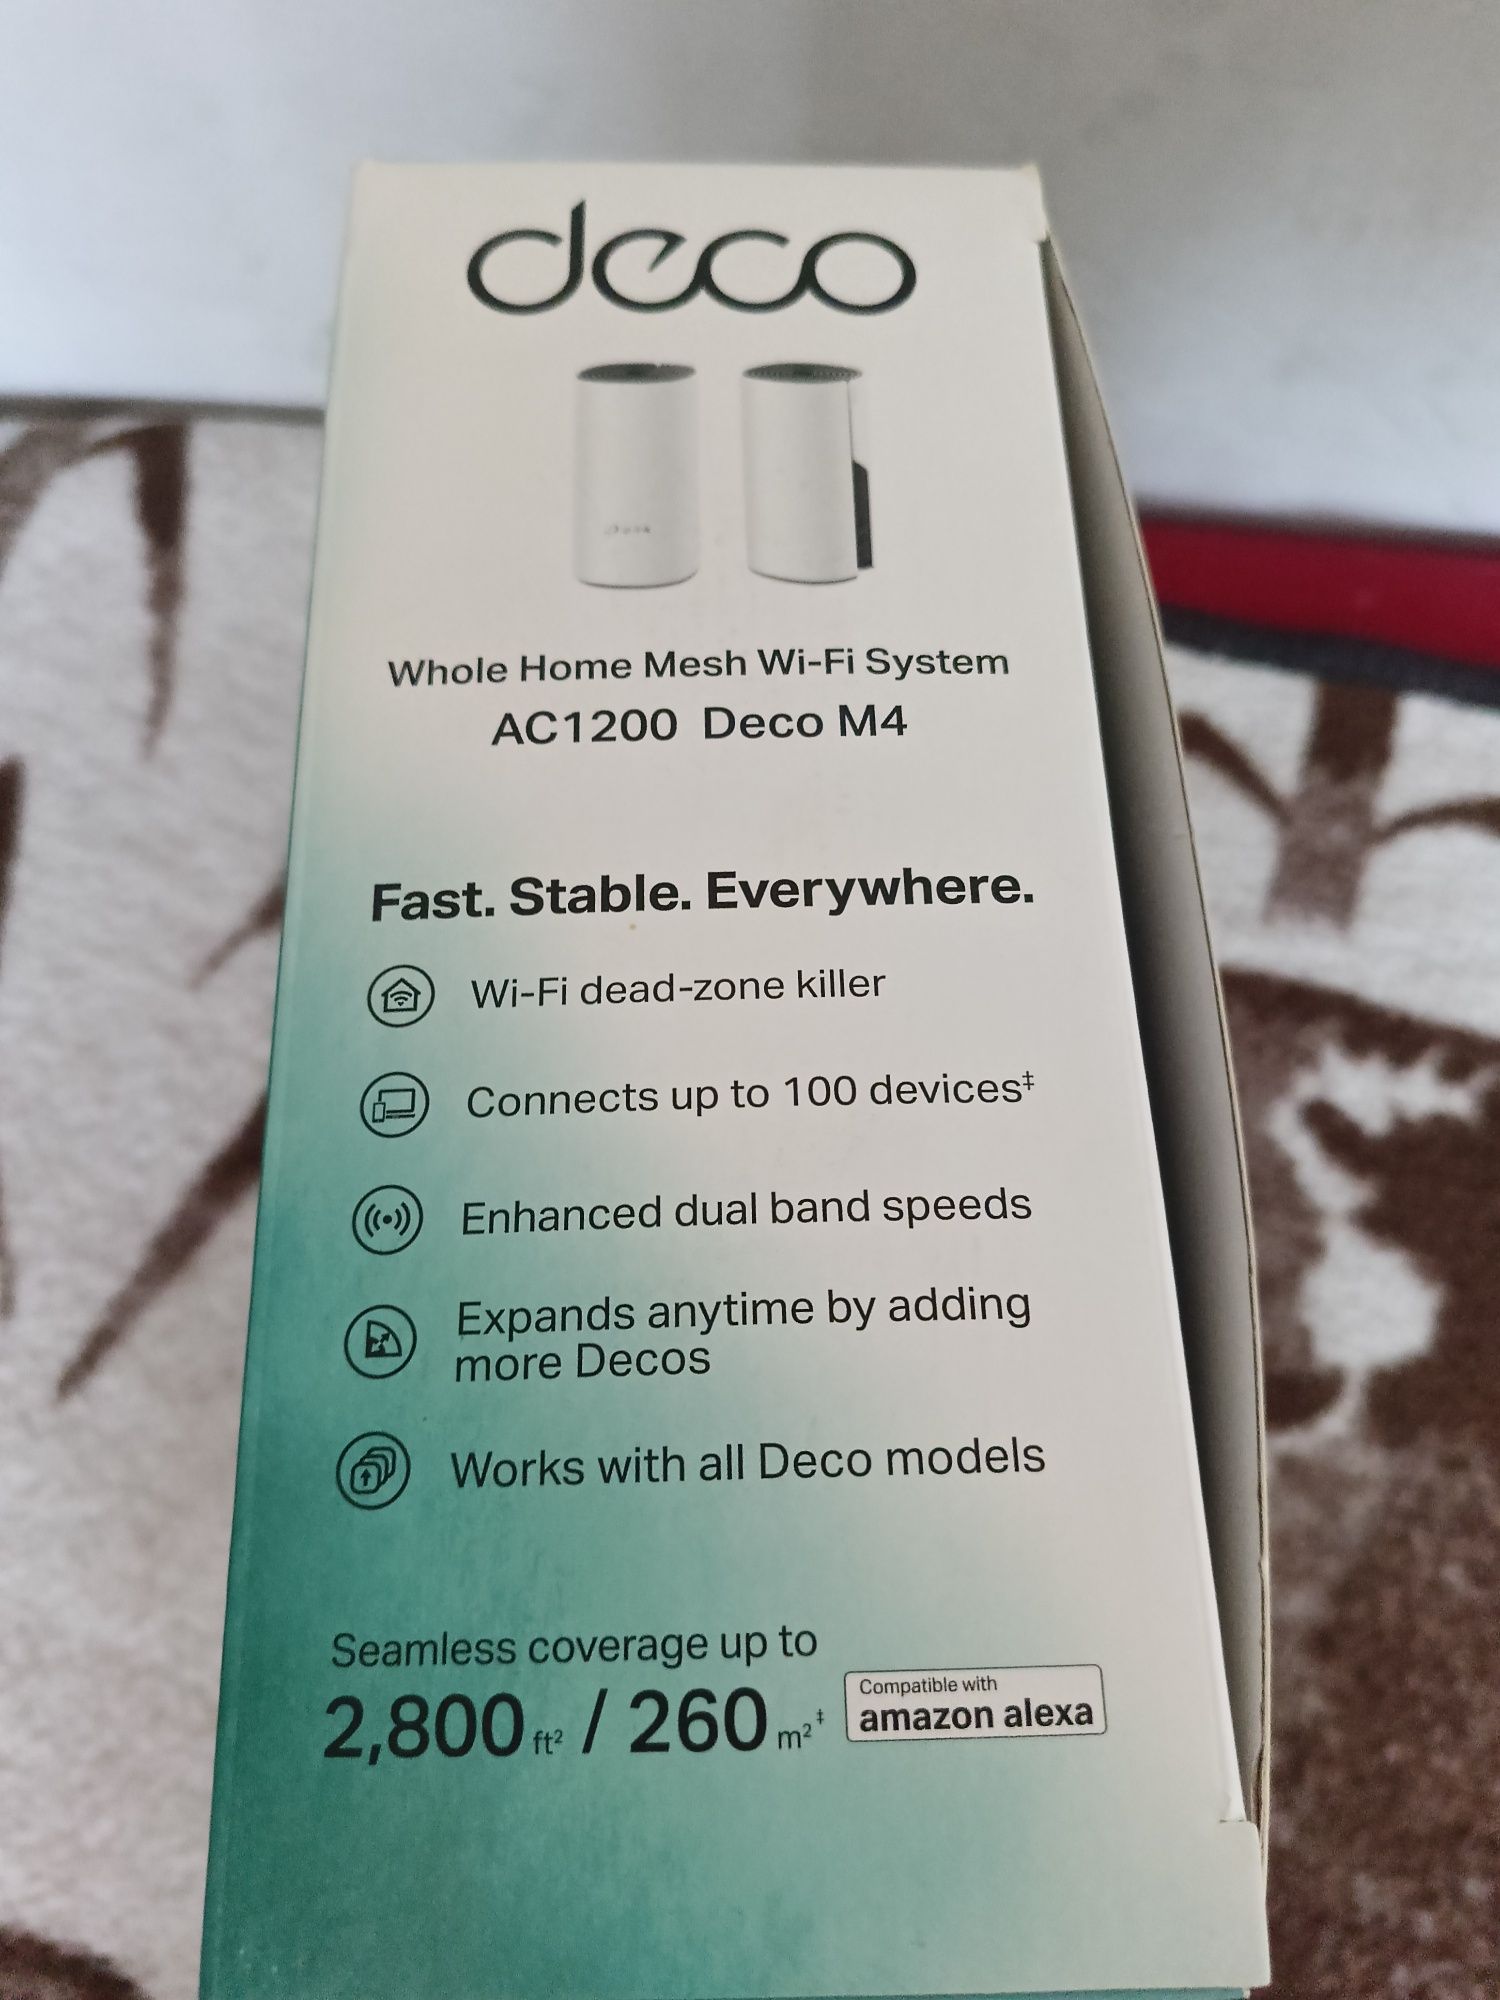 deco
Whole Home Mesh Wi-Fi System
AC1200 Deco M4
Fast. Stable. Everywhere.
Wi-Fi dead-zone killer
Connects up to 100 devices‡
Enhanced dual band speeds
Expands anytime by adding
more Decos
Works with all Deco models
Seamless coverage up to
2,800 ft² / 260 m²‡
Compatible with
amazon alexa